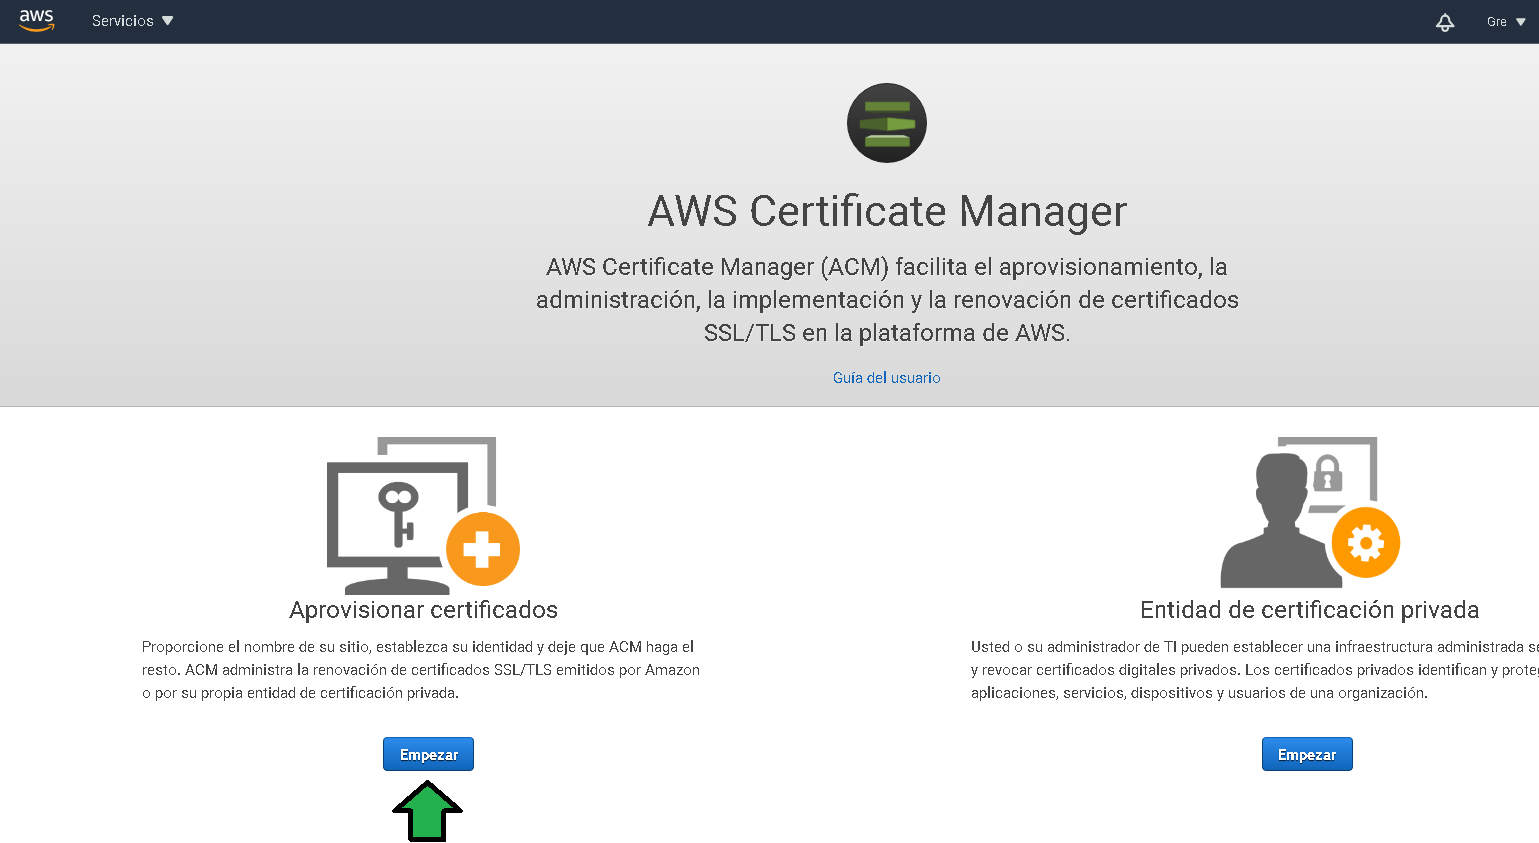 aws
Servicios
Gre
AWS Certificate Manager
AWS Certificate Manager (ACM) facilita el aprovisionamiento, la
administración, la implementación y la renovación de certificados
SSL/TLS en la plataforma de AWS.
Guía del usuario
Aprovisionar certificados
Proporcione el nombre de su sitio, establezca su identidad y deje que ACM haga el
resto. ACM administra la renovación de certificados SSL/TLS emitidos por Amazon
o por su propia entidad de certificación privada.
Empezar
Entidad de certificación privada
Usted o su administrador de TI pueden establecer una infraestructura administrada
y revocar certificados digitales privados. Los certificados privados identifican y
aplicaciones, servicios, dispositivos y usuarios de una organización.
Empezar